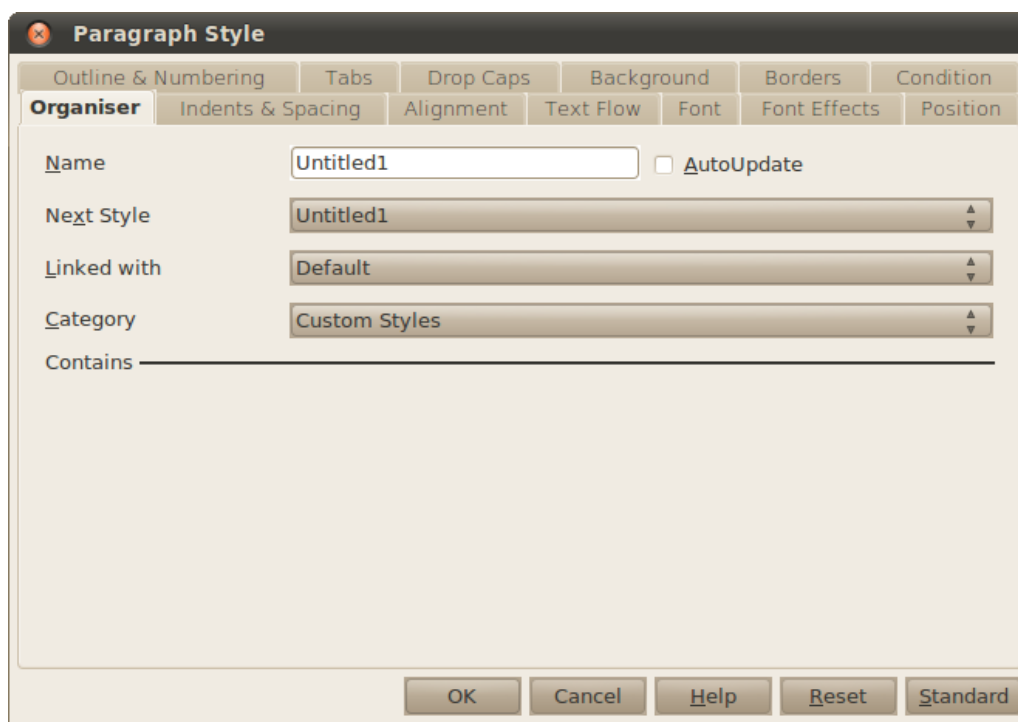 Paragraph Style
Outline & Numbering Tabs Drop Caps Background Borders Condition
Organiser Indents & Spacing Alignment Text Flow Font Font Effects Position
Name Untitled1 AutoUpdate
Next Style Untitled1
Linked with Default
Category Custom Styles
Contains
OK Cancel Help Reset Standard